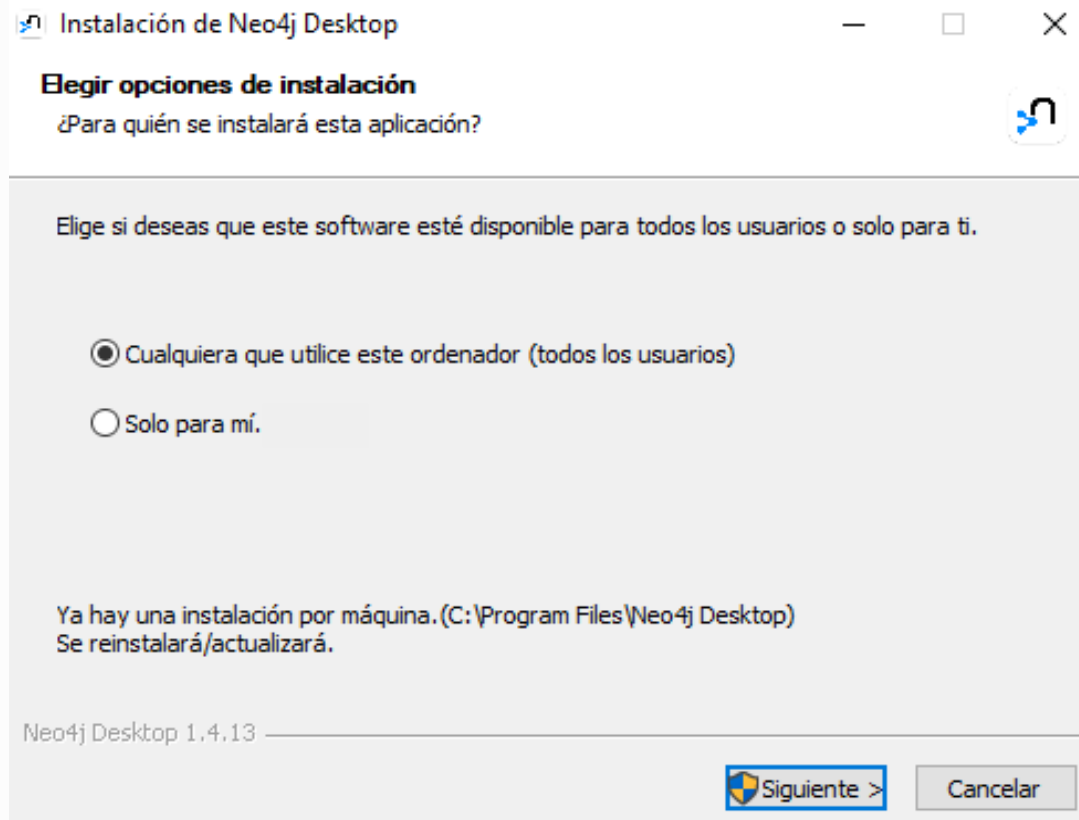 Instalación de Neo4j Desktop
Elegir opciones de instalación
¿Para quién se instalará esta aplicación?
Elige si deseas que este software esté disponible para todos los usuarios o solo para ti.
Cualquiera que utilice este ordenador (todos los usuarios)
Solo para mí.
Ya hay una instalación por máquina.(C:\Program Files\Neo4j Desktop)
Se reinstalará/actualizará.
Neo4j Desktop 1.4.13
Siguiente >
Cancelar